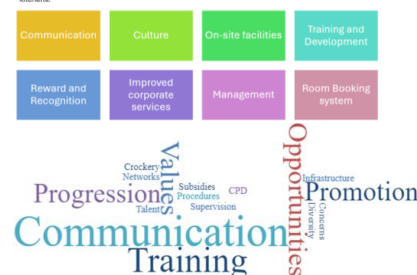 Communication
Culture
On-site facilities
Training and
Development
Reward and
Recognition
Improved
corporate
services
Management
Room Booking
system
Crockery
Networks
Values
Progression
Talent
Subsidies
Procedures
CPD
Supervision
Opportunities
Infrastructure
Promotion
Diversity
Concerns
Communication
Training